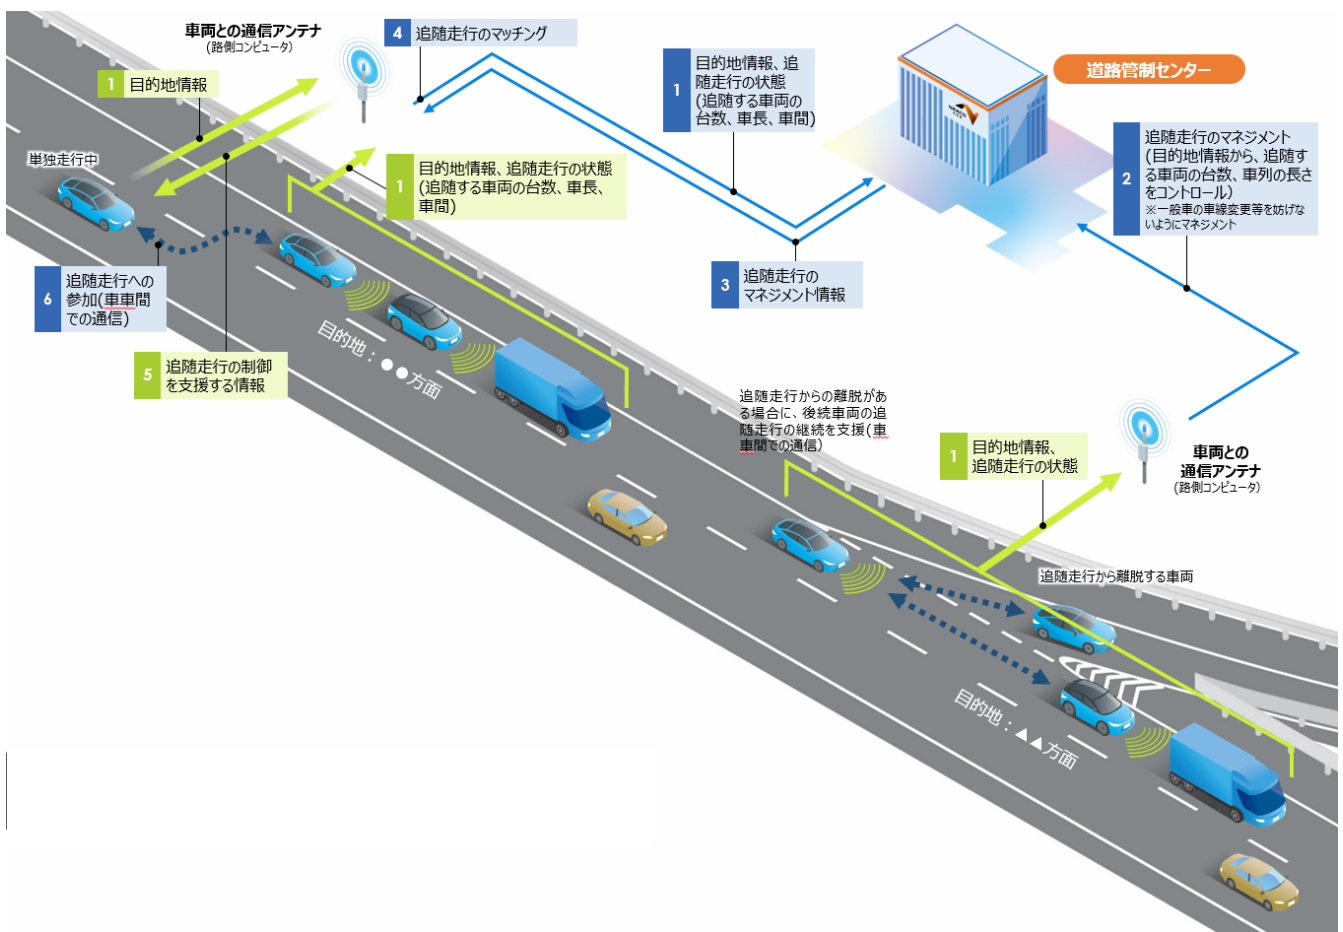 車両との通信アンテナ
(路側コンピュータ)
4 追随走行のマッチング
1 目的地情報
1
目的地情報、追
随走行の状態
(追随する車両の
台数、車長、車間)
道路管制センター
NEXCO
2
追随走行のマネジメント
(目的地情報から、追随す
る車両の台数、車列の長さ
をコントロール)
※一般車の車線変更等を妨げな
いようにマネジメント
単独走行中
1
目的地情報、追随走行の状態
(追随する車両の台数、車長、
車間)
6
追随走行への
参加(車車間
での通信)
3
追随走行の
マネジメント情報
5
追随走行の制御
を支援する情報
目的地：●●方面
追随走行からの離脱があ
る場合に、後続車両の追
随走行の継続を支援(車
車間での通信)
1
目的地情報、
追随走行の状態
車両との
通信アンテナ
(路側コンピュータ)
追随走行から離脱する車両
目的地：▲▲方面